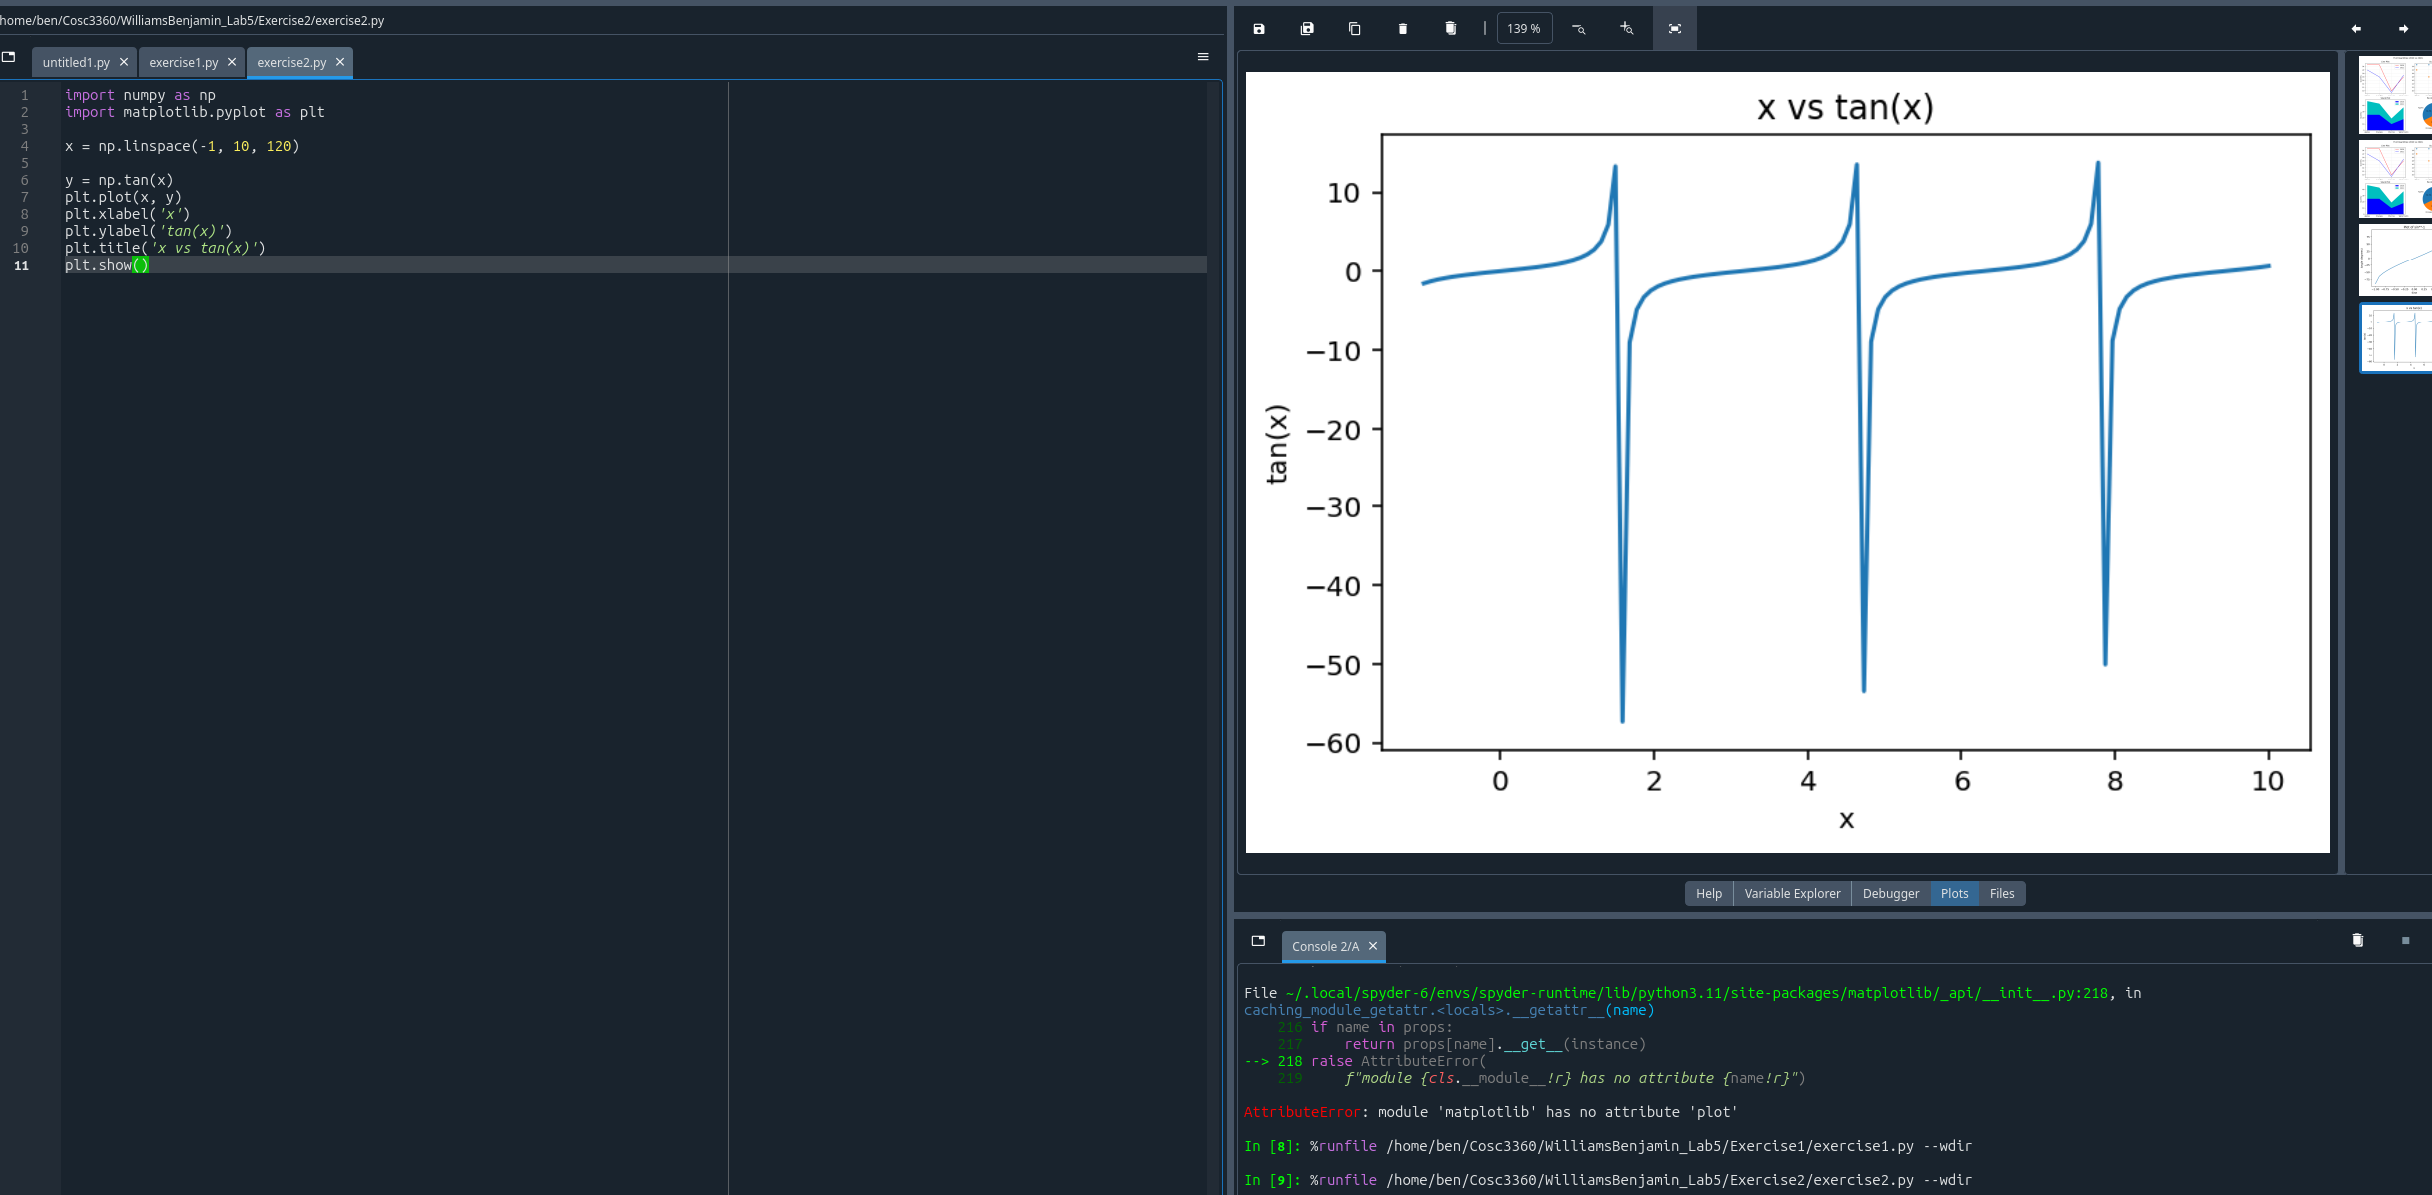 home/ben/Cosc3360/WilliamsBenjamin_Lab5/Exercise2/exercise2.py
untitled1.py
exercise1.py
exercise2.py
1 import numpy as np
2 import matplotlib.pyplot as plt
3
4 x = np.linspace(-1, 10, 120)
5
6 y = np.tan(x)
7 plt.plot(x, y)
8 plt.xlabel('x')
9 plt.ylabel('tan(x)')
10 plt.title('x vs tan(x)')
11 plt.show()
139 %
x vs tan(x)
10
0
−10
−20
−30
−40
−50
−60
tan(x)
0 2 4 6 8 10
x
Help Variable Explorer Debugger Plots Files
Console 2/A
File ~/.local/spyder-6/envs/spyder-runtime/lib/python3.11/site-packages/matplotlib/_api/__init__.py:218, in
caching_module_getattr.<locals>.__getattr__(name)
216 if name in props:
217     return props[name].__get__(instance)
--> 218 raise AttributeError(
219     f"module {cls.__module__!r} has no attribute {name!r}")
AttributeError: module 'matplotlib' has no attribute 'plot'
In [8]: %runfile /home/ben/Cosc3360/WilliamsBenjamin_Lab5/Exercise1/exercise1.py --wdir
In [9]: %runfile /home/ben/Cosc3360/WilliamsBenjamin_Lab5/Exercise2/exercise2.py --wdir